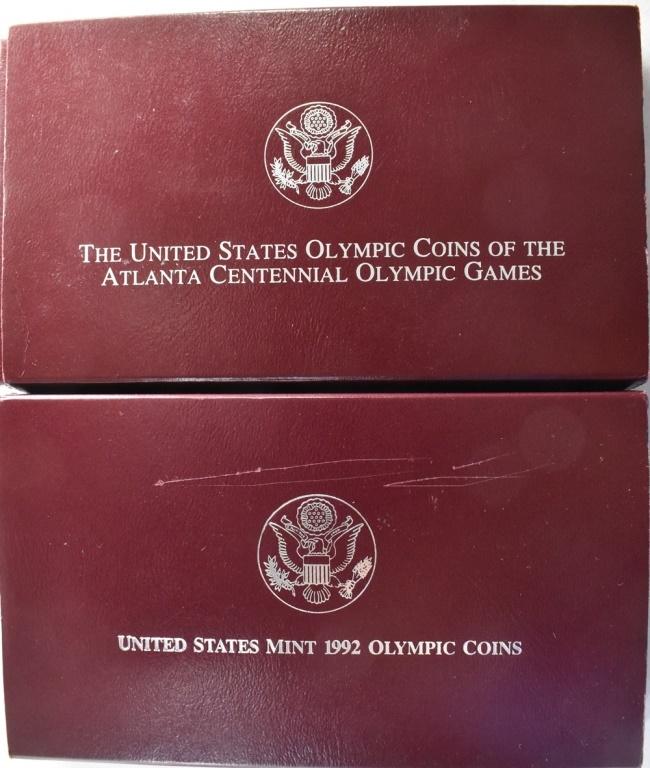 THE UNITED STATES OLYMPIC COINS OF THE
ATLANTA CENTENNIAL OLYMPIC GAMES
UNITED STATES MINT 1992 OLYMPIC COINS